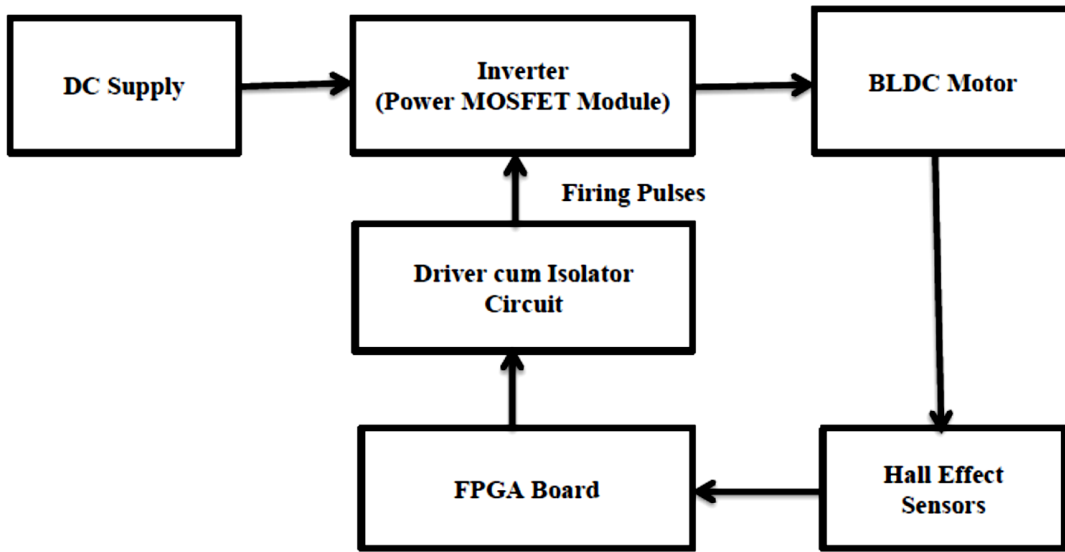 DC Supply
Inverter
(Power MOSFET Module)
BLDC Motor
Firing Pulses
Driver cum Isolator
Circuit
FPGA Board
Hall Effect
Sensors